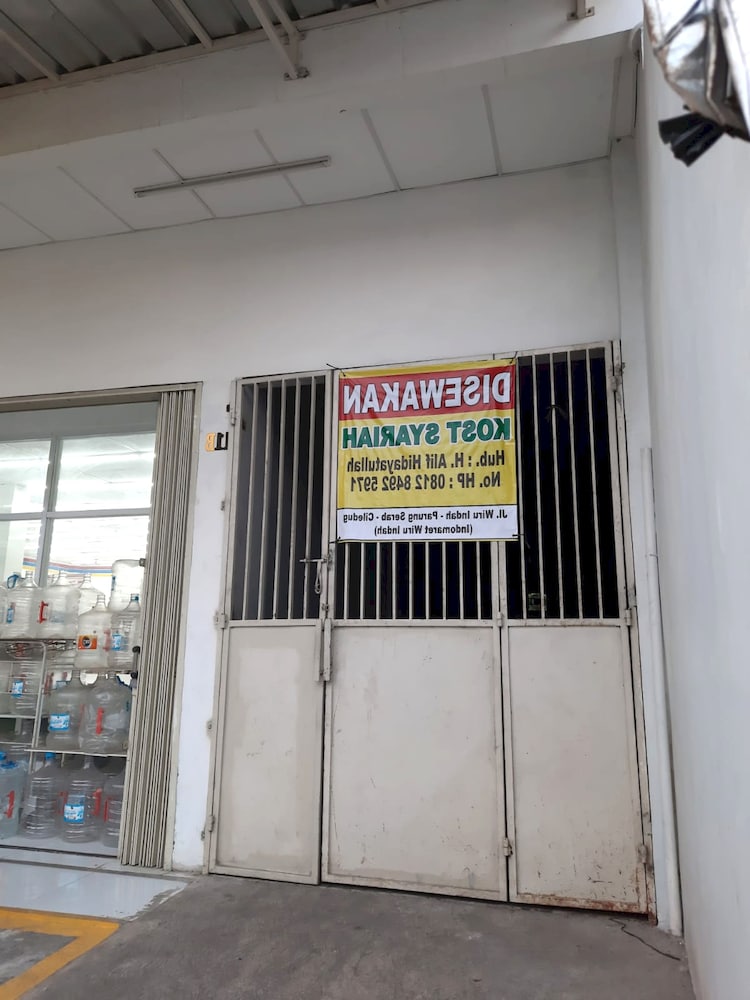 DISEWAKAN
KOST SYARIAH
Hub. : H. Alif Hidayatullah
No. HP : 0812 8492 5971
Jl. Wiru Indah - Parung Serab - Ciledug
(Indomaret Wiru Indah)